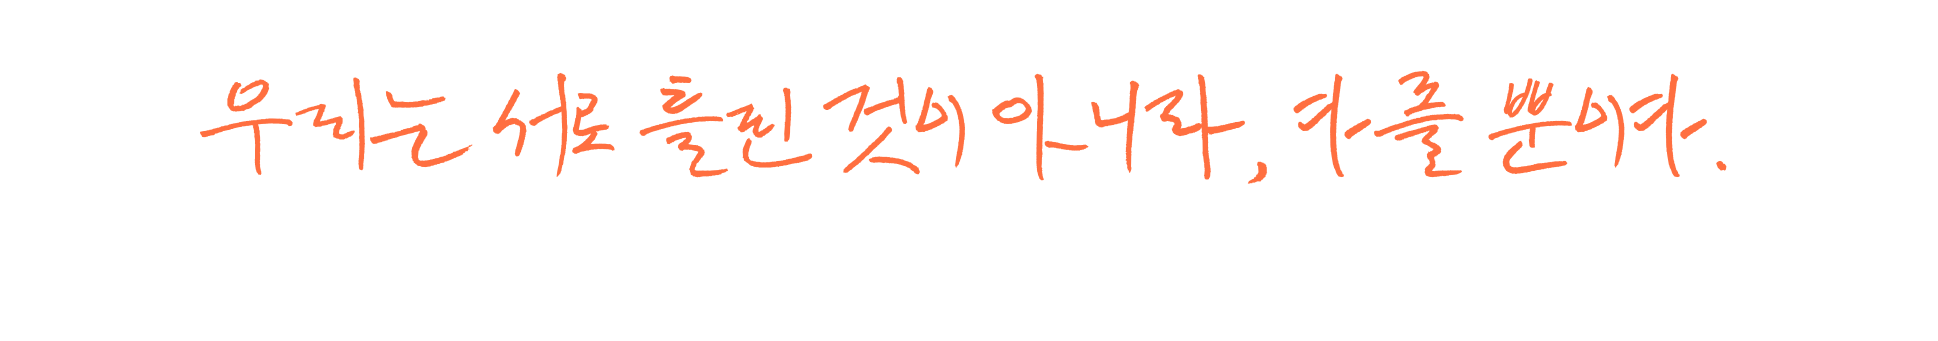 우리는 서로 틀린 것이 아니라, 다를 뿐이다.